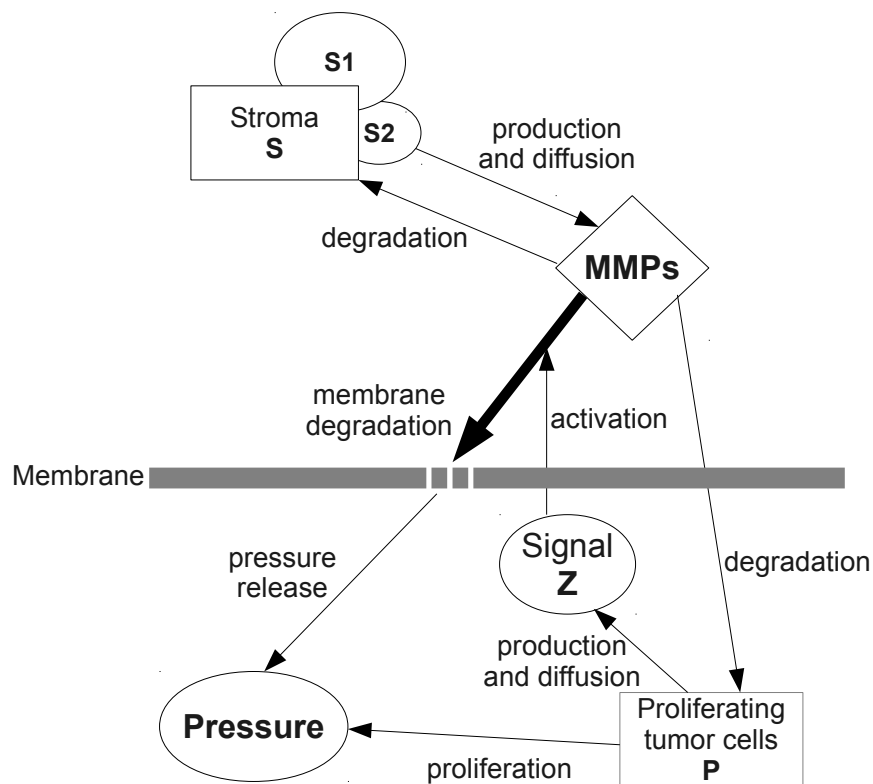 S1
Stroma
S
S2
production
and diffusion
degradation
MMPs
membrane
degradation
activation
Membrane
Signal
Z
pressure
release
degradation
production
and diffusion
Pressure
Proliferating
tumor cells
P
proliferation